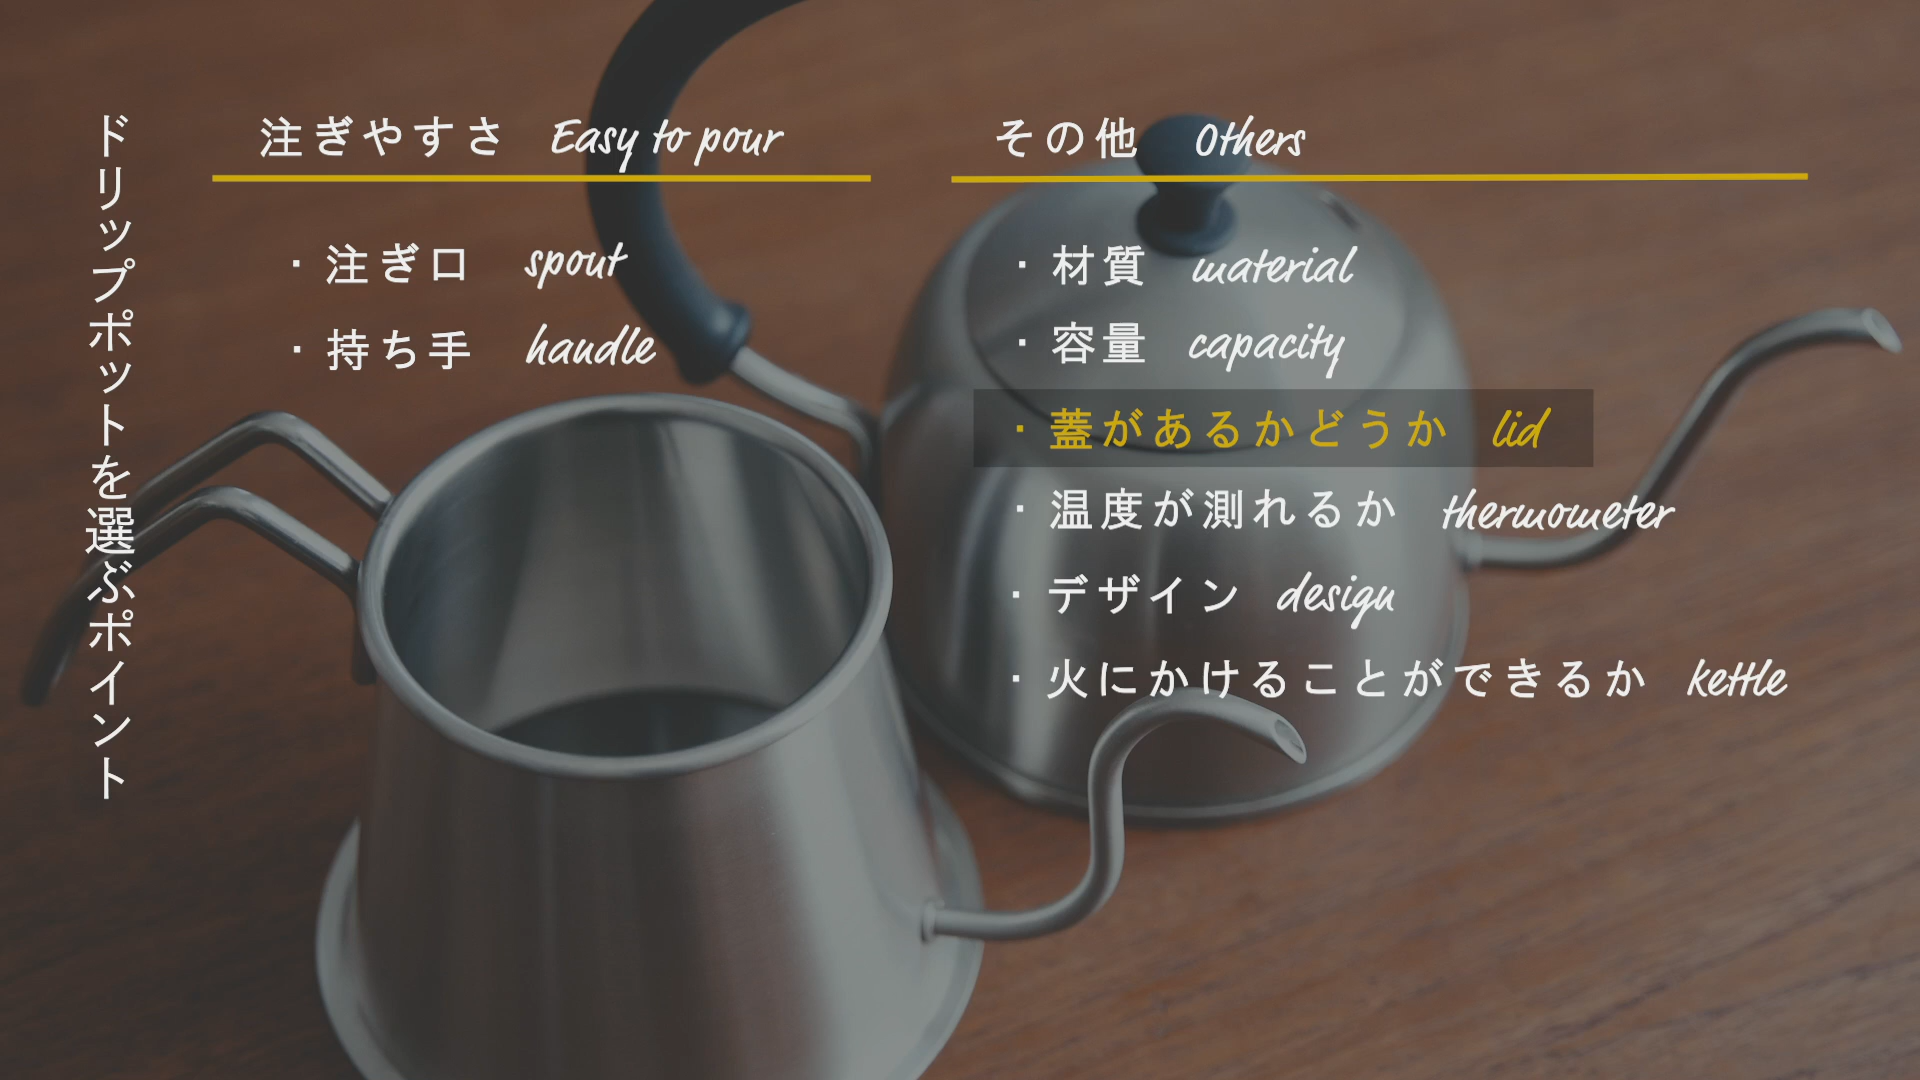 ドリップポットを選ぶポイント
注ぎやすさ Easy to pour
・注ぎ口 spout
・持ち手 handle
その他 Others
・材質 material
・容量 capacity
・蓋があるかどうか lid
・温度が測れるか thermometer
・デザイン design
・火にかけることができるか kettle